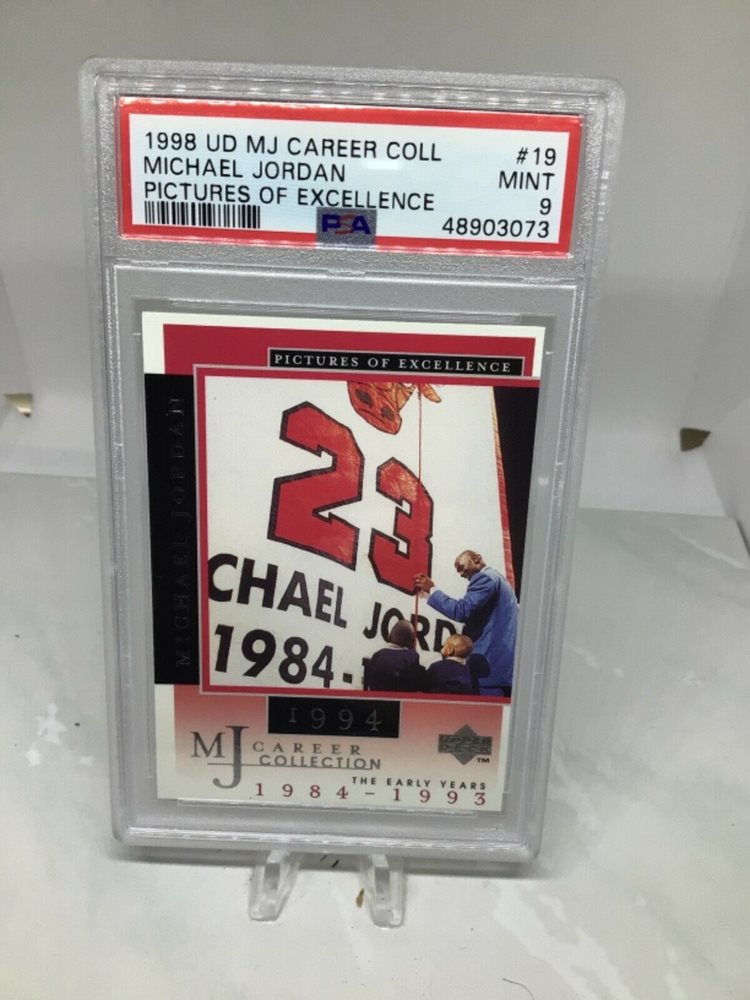 1998 UD MJ CAREER COLL #19
MICHAEL JORDAN MINT
PICTURES OF EXCELLENCE 9
PSA 48903073
PICTURES OF EXCELLENCE
MICHAEL JORDAN
23
CHAEL JORD
1984-
1994
MJ CAREER
COLLECTION
UPPER
DECK
TM
THE EARLY YEARS
1984-1993